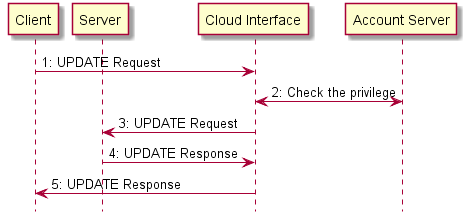 Client
Server
Cloud Interface
Account Server
1: UPDATE Request
2: Check the privilege
3: UPDATE Request
4: UPDATE Response
5: UPDATE Response